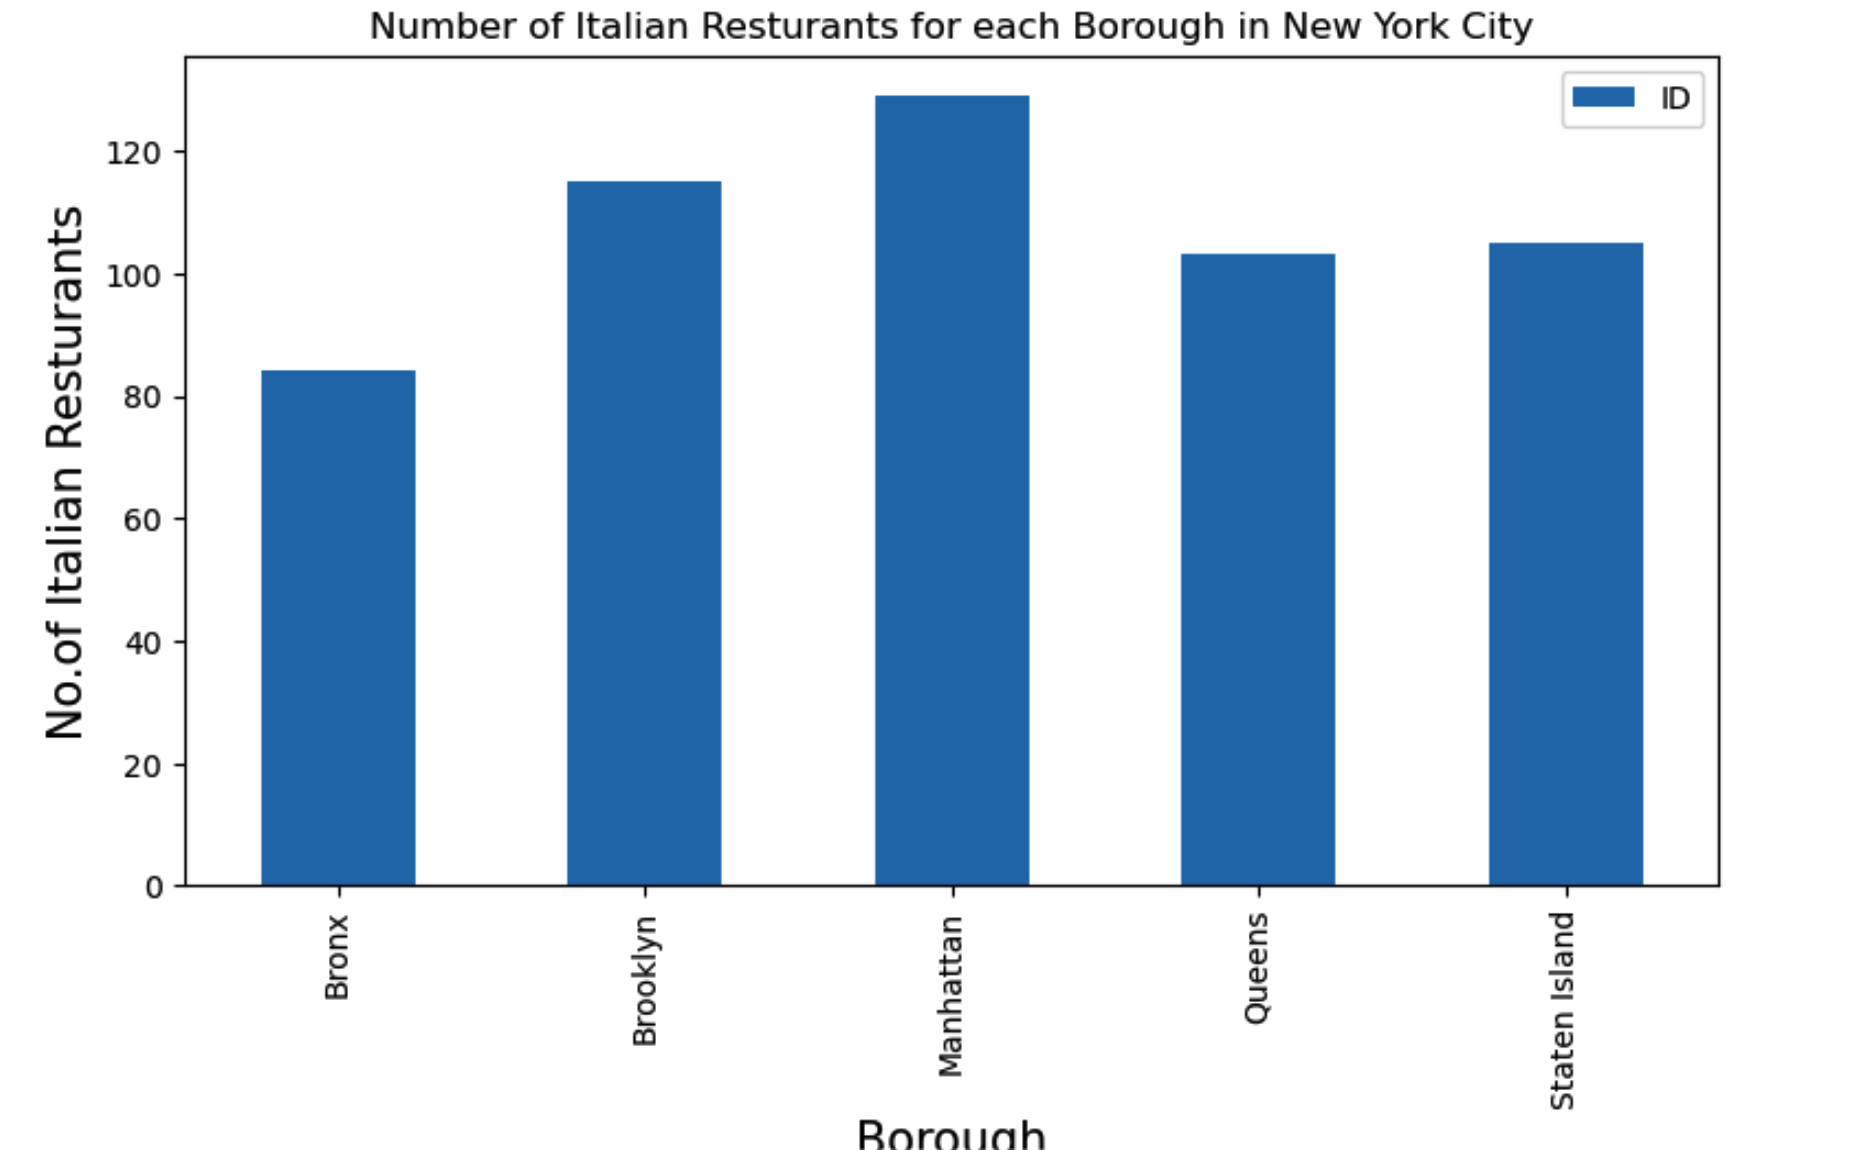 Number of Italian Resturants for each Borough in New York City
ID
No.of Italian Resturants
120
100
80
60
40
20
0
Bronx
Brooklyn
Manhattan
Queens
Staten Island
Borough